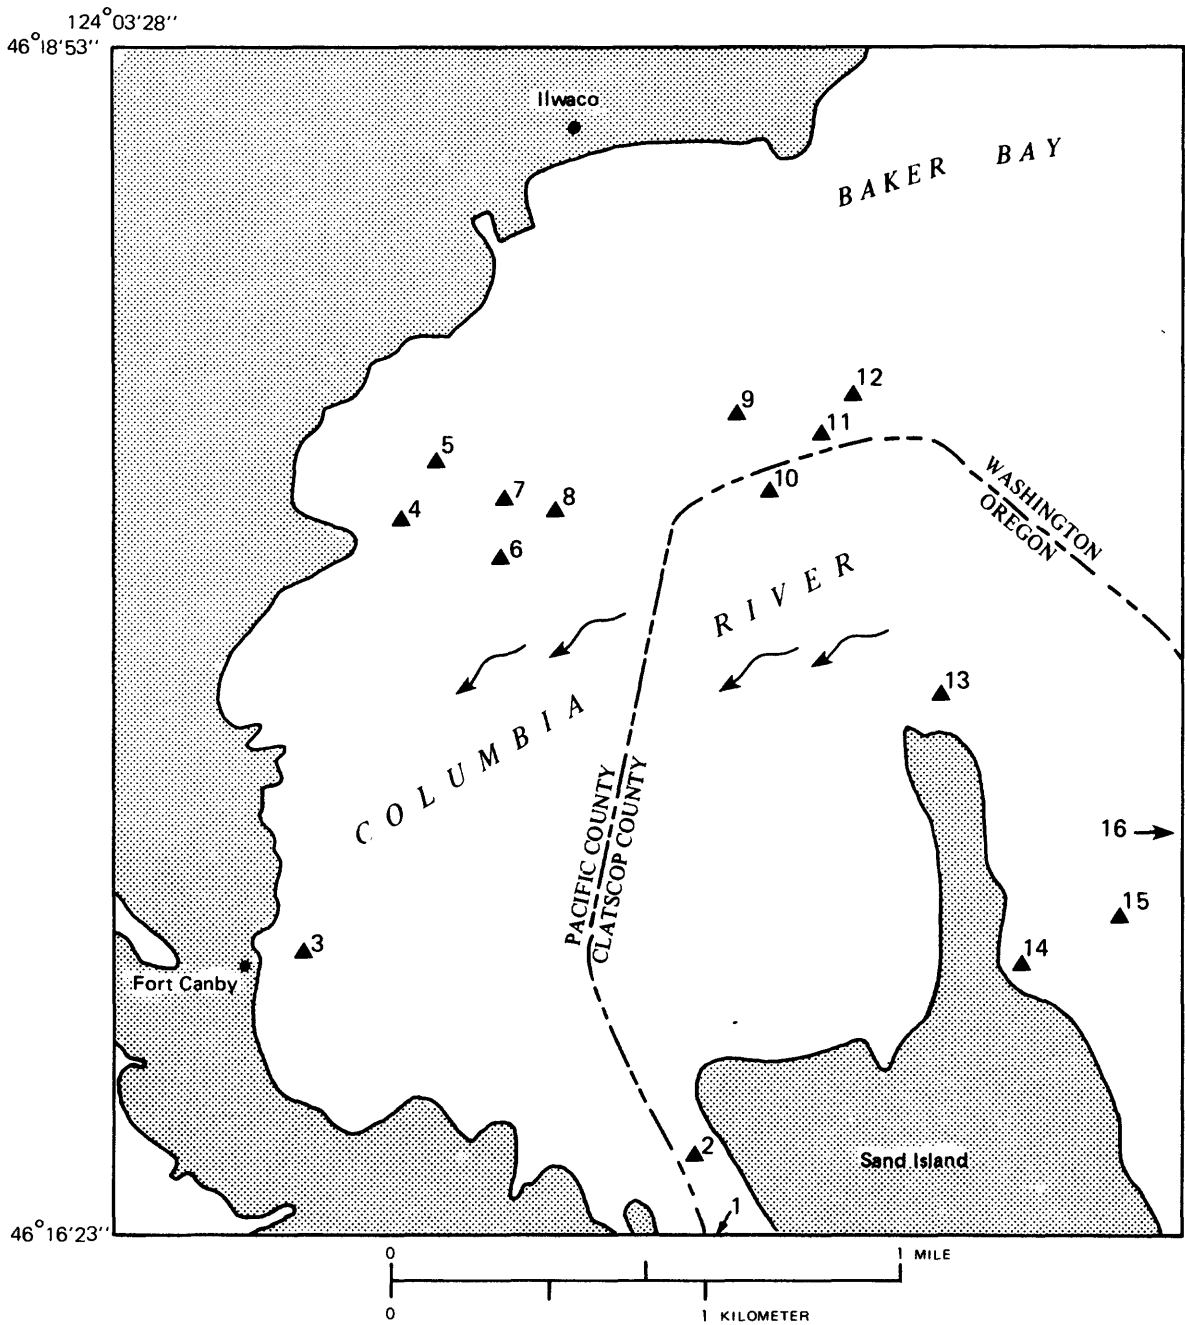 124°03'28''
46°18'53''
Ilwaco
BAKER BAY
12
9
11
5
10
7
8
4
6
WASHINGTON
OREGON
RIVER
13
COLUMBIA
PACIFIC COUNTY
CLATSCOP COUNTY
16
15
3
14
Fort Canby
2
Sand Island
1
46°16'23''
0
1 MILE
0
1 KILOMETER